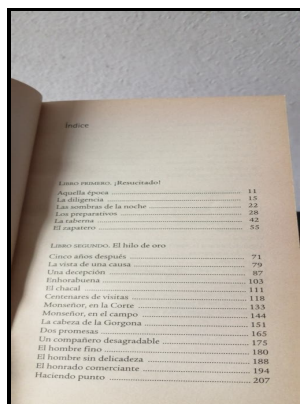 Índice
LIBRO PRIMERO. ¡Resucitado!
Aquella época ........ 11
La diligencia ........ 15
Las sombras de la noche ........ 22
Los preparativos ........ 28
La taberna ........ 42
El zapatero ........ 55
LIBRO SEGUNDO. El hilo de oro
Cinco años después ........ 71
La vista de una causa ........ 79
Una decepción ........ 87
Enhorabuena ........ 103
El chacal ........ 111
Centenares de visitas ........ 118
Monseñor, en la Corte ........ 133
Monseñor, en el campo ........ 144
La cabeza de la Gorgona ........ 151
Dos promesas ........ 165
Un compañero desagradable ........ 175
El hombre fino ........ 180
El hombre sin delicadeza ........ 188
El honrado comerciante ........ 194
Haciendo punto ........ 207